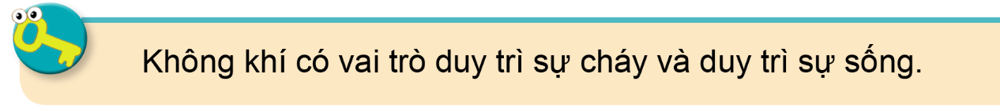 Không khí có vai trò duy trì sự cháy và duy trì sự sống.